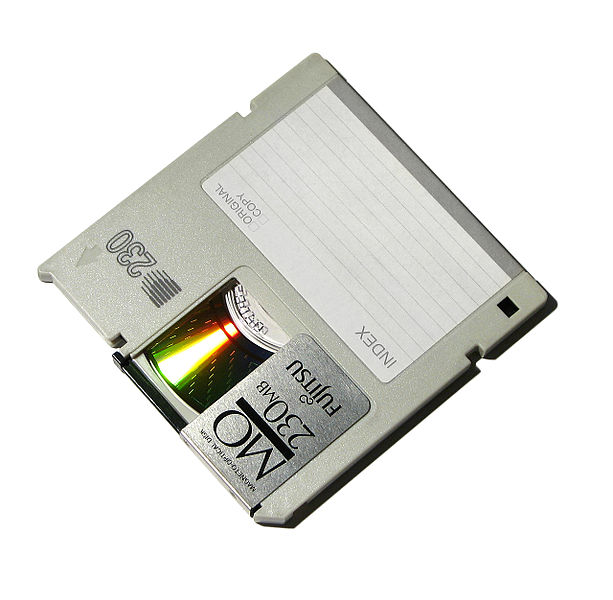 INDEX
ORIGINAL
COPY
230
FUJITSU
230MB
MO
MAGNETO-OPTICAL DISK